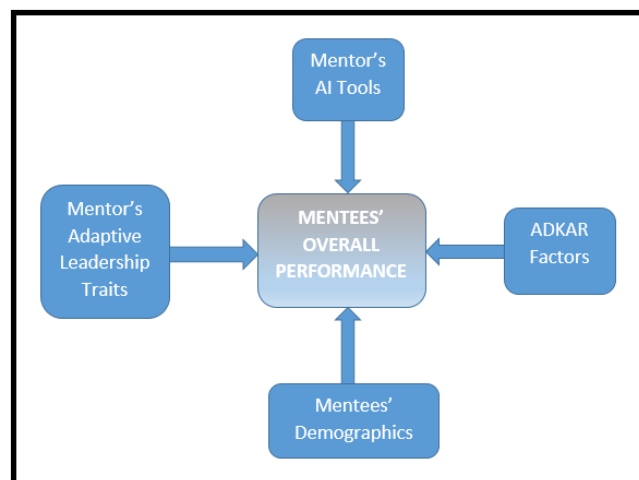 Mentor's
AI Tools
Mentor's
Adaptive
Leadership
Traits
MENTEES'
OVERALL
PERFORMANCE
ADKAR
Factors
Mentees'
Demographics